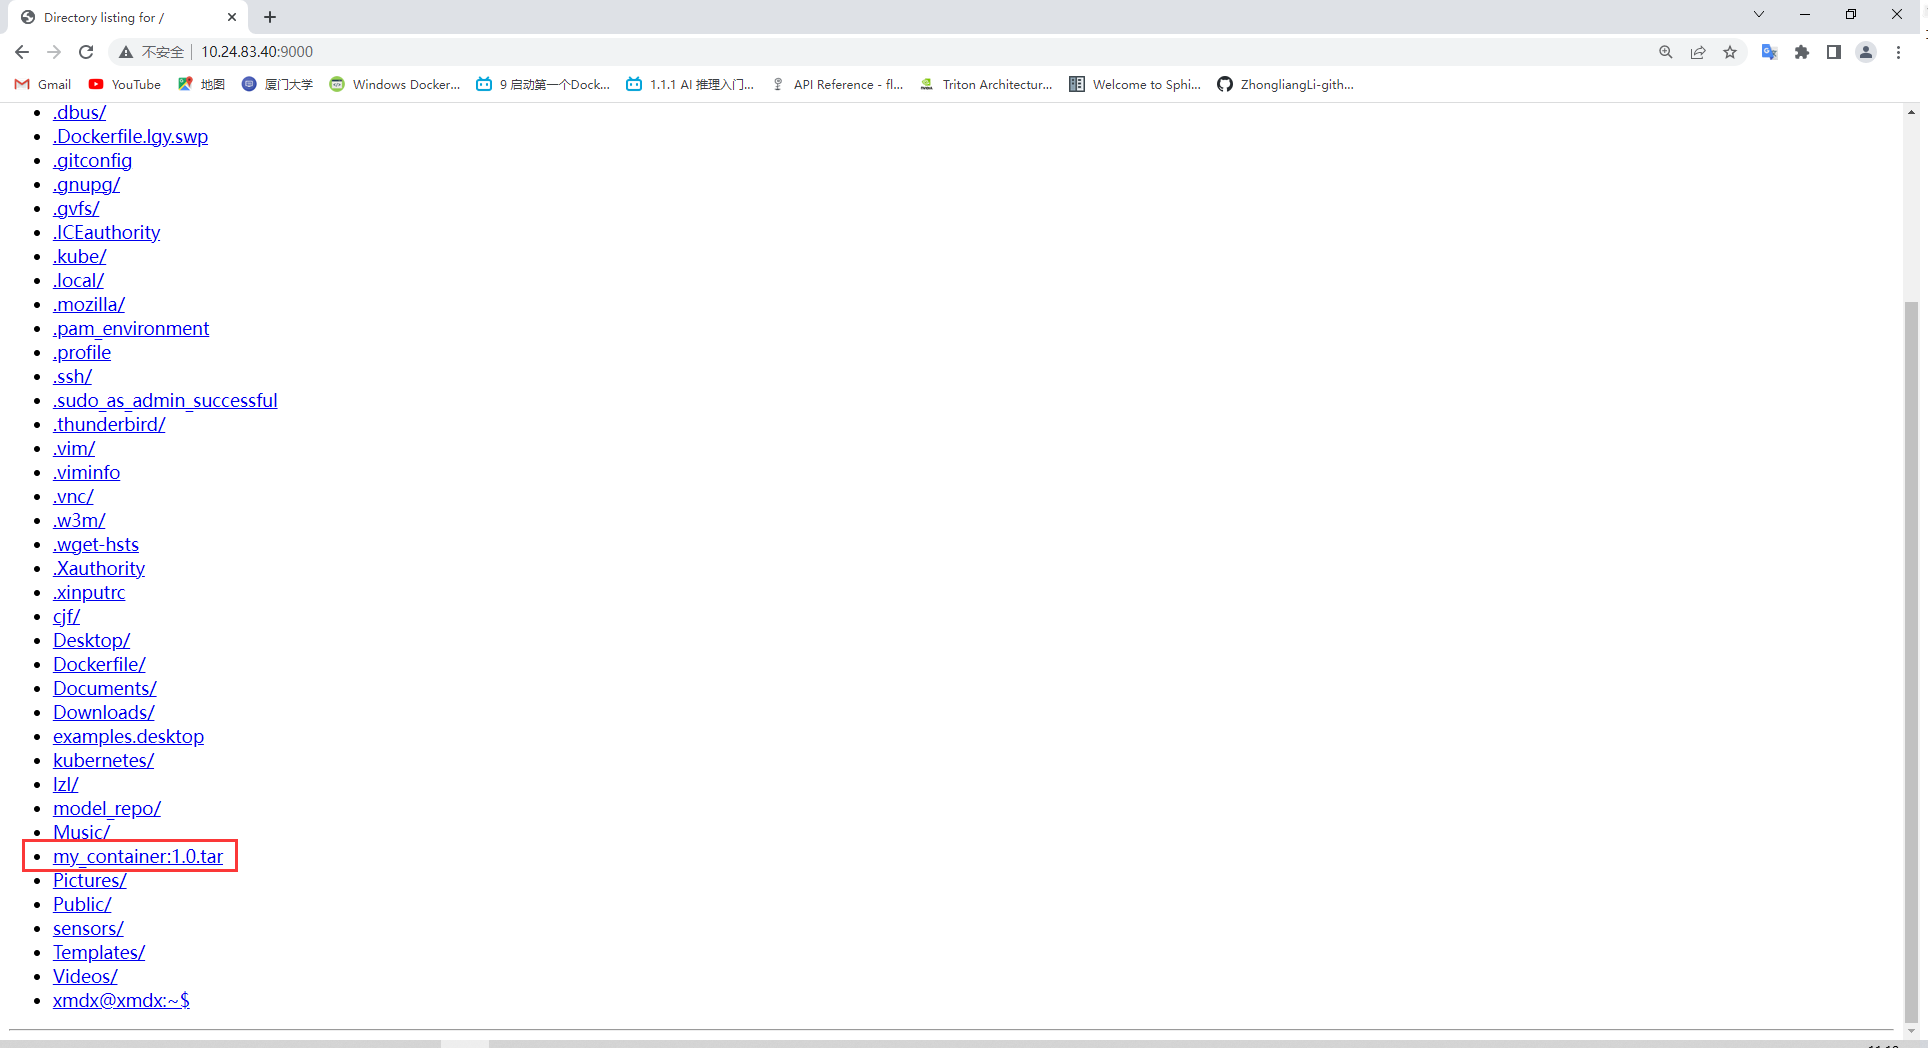 Directory listing for /
不安全 10.24.83.40:9000
Gmail YouTube 地图 厦门大学 Windows Docker... 9 启动第一个Dock... 1.1.1 AI 推理入门... API Reference - fl... Triton Architectur... Welcome to Sphi... ZhongliangLi-gith...
.dbus/
.Dockerfile.lgy.swp
.gitconfig
.gnupg/
.gvfs/
.ICEauthority
.kube/
.local/
.mozilla/
.pam_environment
.profile
.ssh/
.sudo_as_admin_successful
.thunderbird/
.vim/
.viminfo
.vnc/
.w3m/
.wget-hsts
.Xauthority
.xinputrc
cjf/
Desktop/
Dockerfile/
Documents/
Downloads/
examples.desktop
kubernetes/
lzl/
model_repo/
Music/
my_container:1.0.tar
Pictures/
Public/
sensors/
Templates/
Videos/
xmdx@xmdx:~$